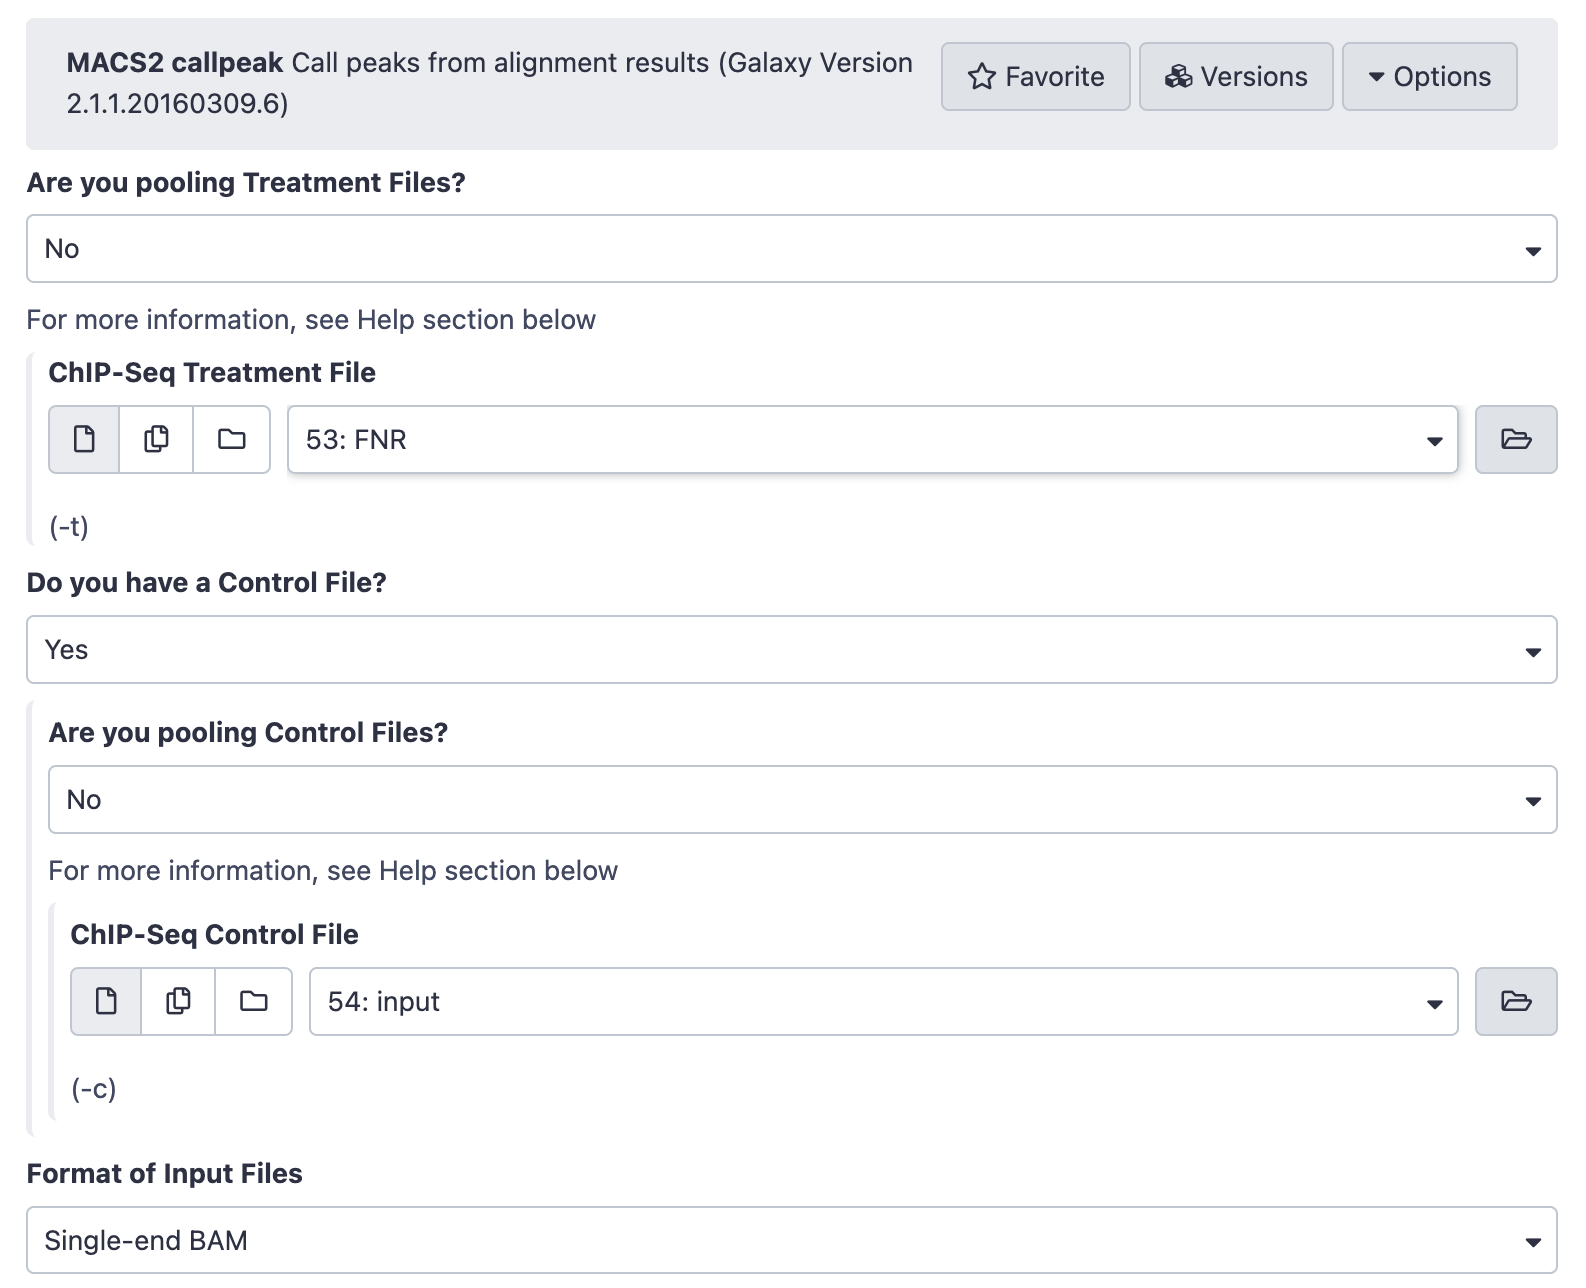 MACS2 callpeak Call peaks from alignment results (Galaxy Version
2.1.1.20160309.6)
Favorite
Versions
Options
Are you pooling Treatment Files?
No
For more information, see Help section below
ChIP-Seq Treatment File
53: FNR
(-t)
Do you have a Control File?
Yes
Are you pooling Control Files?
No
For more information, see Help section below
ChIP-Seq Control File
54: input
(-c)
Format of Input Files
Single-end BAM